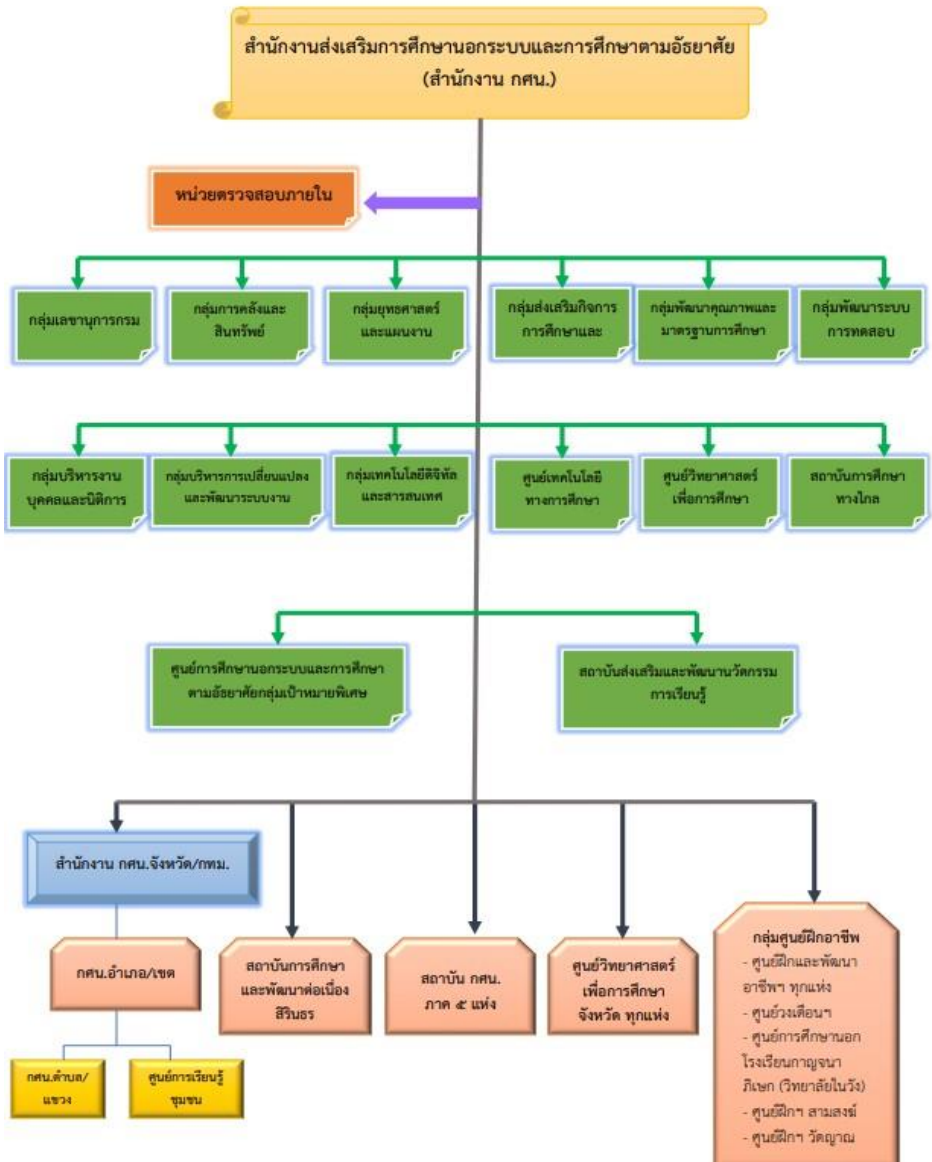 สำนักงานส่งเสริมการศึกษานอกระบบและการศึกษาตามอัธยาศัย
(สำนักงาน กศน.)
หน่วยตรวจสอบภายใน
กลุ่มเลขานุการกรม
กลุ่มการคลังและ
สินทรัพย์
กลุ่มยุทธศาสตร์
และแผนงาน
กลุ่มส่งเสริมกิจการ
การศึกษาและ
กลุ่มพัฒนาคุณภาพและ
มาตรฐานการศึกษา
กลุ่มพัฒนาระบบ
การทดสอบ
กลุ่มบริหารงาน
บุคคลและนิติการ
กลุ่มบริหารการเปลี่ยนแปลง
และพัฒนาระบบงาน
กลุ่มเทคโนโลยีดิจิทัล
และสารสนเทศ
ศูนย์เทคโนโลยี
ทางการศึกษา
ศูนย์วิทยาศาสตร์
เพื่อการศึกษา
สถาบันการศึกษา
ทางไกล
ศูนย์การศึกษานอกระบบและการศึกษา
ตามอัธยาศัยกลุ่มเป้าหมายพิเศษ
สถาบันส่งเสริมและพัฒนานวัตกรรม
การเรียนรู้
สำนักงาน กศน.จังหวัด/กทม.
กศน.อำเภอ/เขต
กศน.ตำบล/
แขวง
ศูนย์การเรียนรู้
ชุมชน
สถาบันการศึกษา
และพัฒนาต่อเนื่อง
สิรินธร
สถาบัน กศน.
ภาค ๕ แห่ง
ศูนย์วิทยาศาสตร์
เพื่อการศึกษา
จังหวัด ทุกแห่ง
กลุ่มศูนย์ฝึกอาชีพ
- ศูนย์ฝึกและพัฒนา
อาชีพฯ ทุกแห่ง
- ศูนย์วงเดือนฯ
- ศูนย์การศึกษานอก
โรงเรียนกาญจนา
ภิเษก (วิทยาลัยในวัง)
- ศูนย์ฝึกฯ สามสงฆ์
- ศูนย์ฝึกฯ วัดญาณ